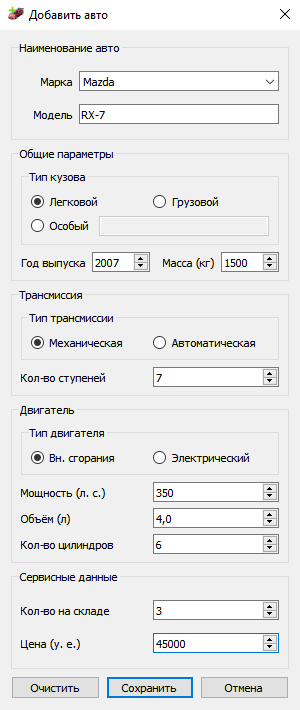 Добавить авто
Наименование авто
Марка Mazda
Модель RX-7
Общие параметры
Тип кузова
Легковой Грузовой
Особый
Год выпуска 2007 Масса (кг) 1500
Трансмиссия
Тип трансмиссии
Механическая Автоматическая
Кол-во ступеней 7
Двигатель
Тип двигателя
Вн. сгорания Электрический
Мощность (л. с.) 350
Объём (л) 4,0
Кол-во цилиндров 6
Сервисные данные
Кол-во на складе 3
Цена (у. е.) 45000
Очистить Сохранить Отмена